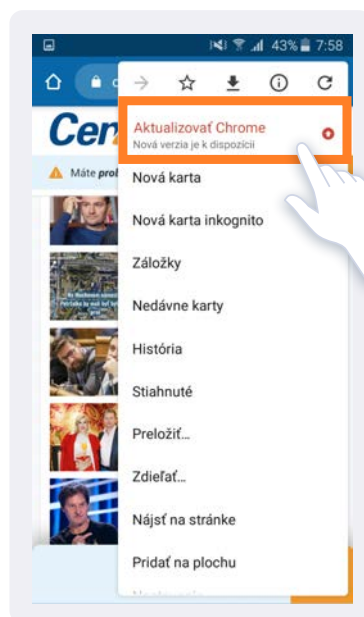 43% 7:58
Cen
Aktualizovať Chrome
Nová verzia je k dispozícii
Máte
Nová karta
Nová karta inkognito
Záložky
Nedávne karty
História
Stiahnuté
Preložiť...
Zdieľať...
Nájsť na stránke
Pridať na plochu